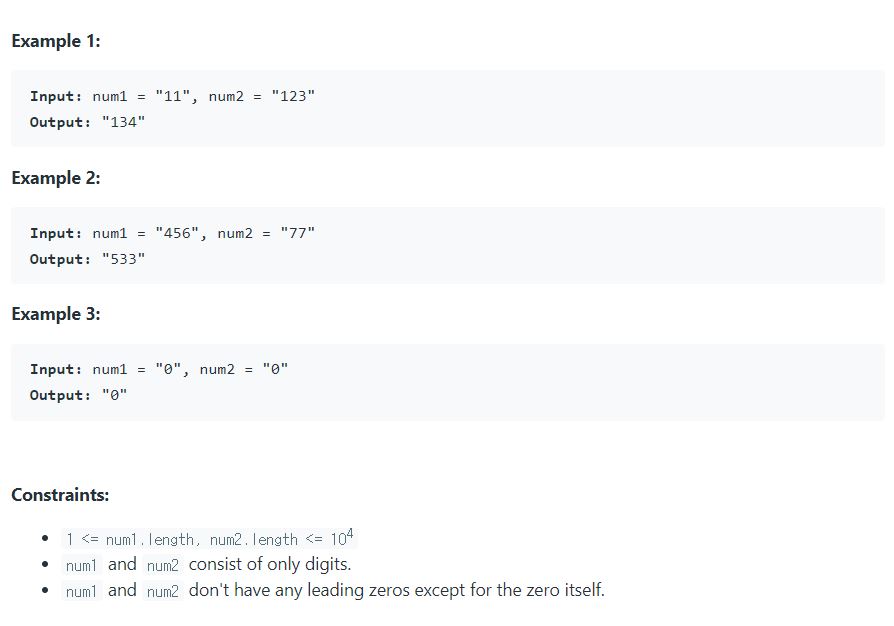 Example 1:
Input: num1 = "11", num2 = "123"
Output: "134"
Example 2:
Input: num1 = "456", num2 = "77"
Output: "533"
Example 3:
Input: num1 = "0", num2 = "0"
Output: "0"
Constraints:
• 1 <= num1.length, num2.length <= 10⁴
• num1 and num2 consist of only digits.
• num1 and num2 don't have any leading zeros except for the zero itself.